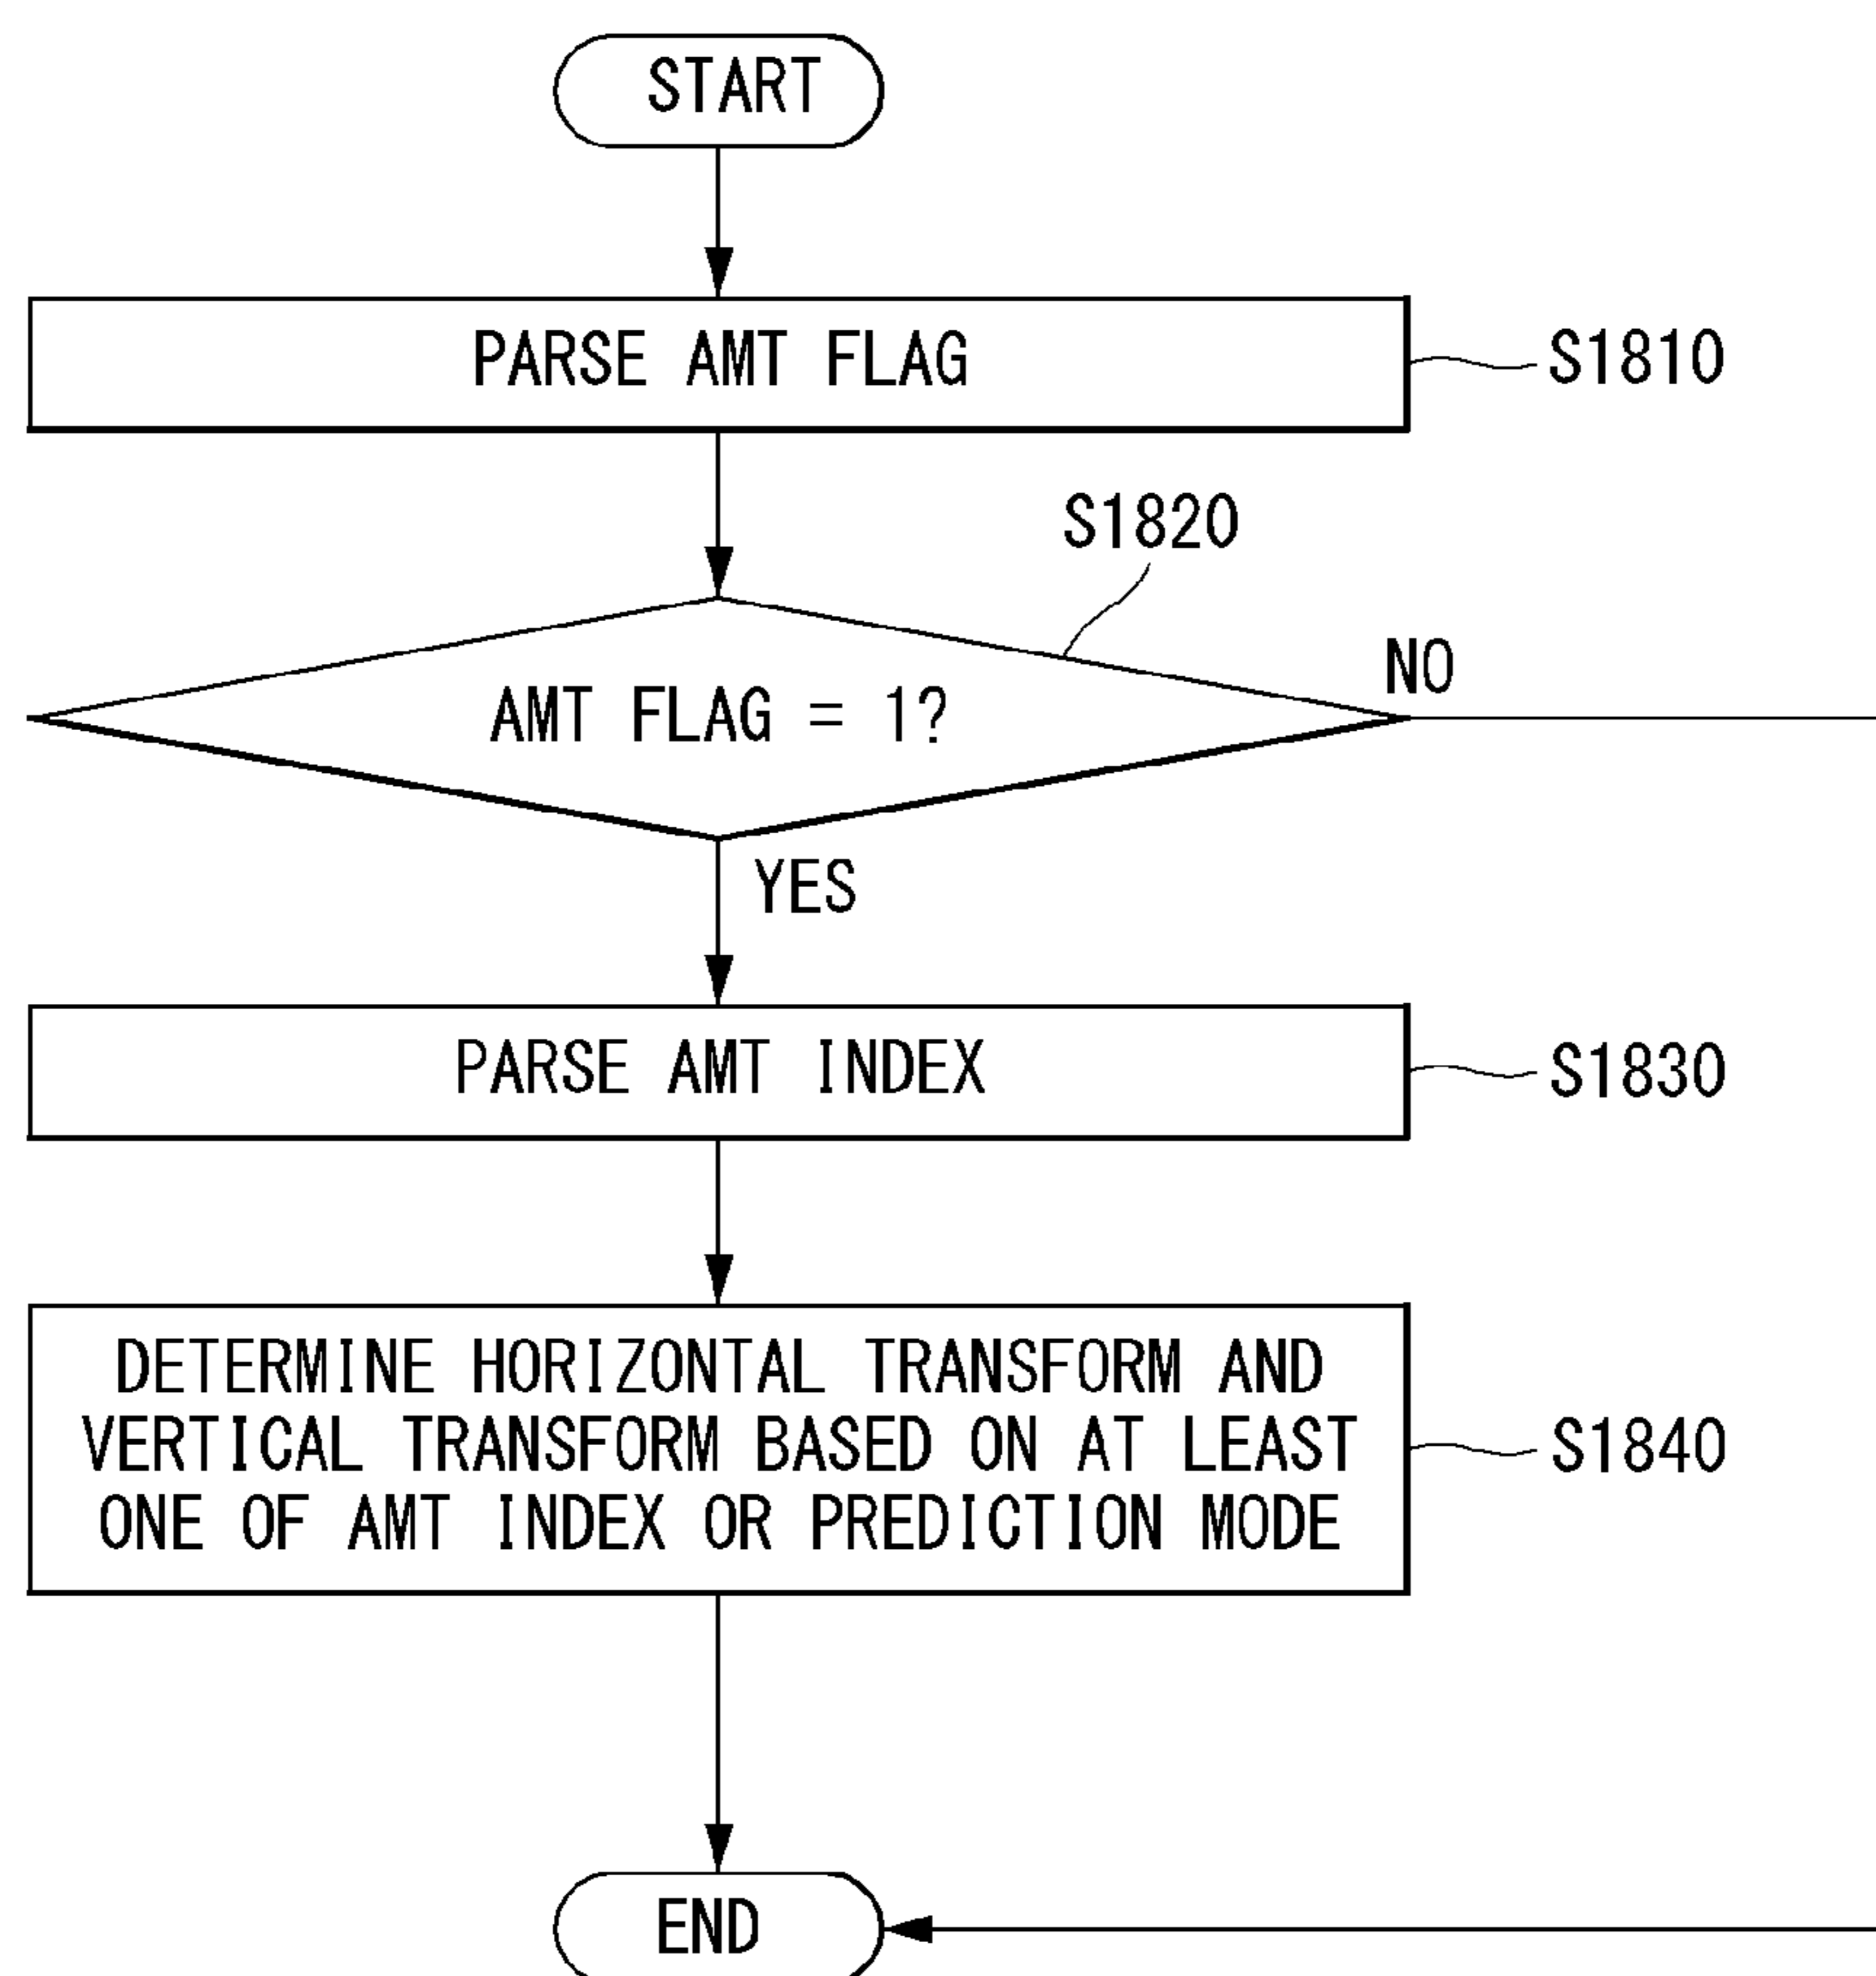 START
PARSE AMT FLAG
S1810
S1820
AMT FLAG = 1?
NO
YES
PARSE AMT INDEX
S1830
DETERMINE HORIZONTAL TRANSFORM AND
VERTICAL TRANSFORM BASED ON AT LEAST
ONE OF AMT INDEX OR PREDICTION MODE
S1840
END